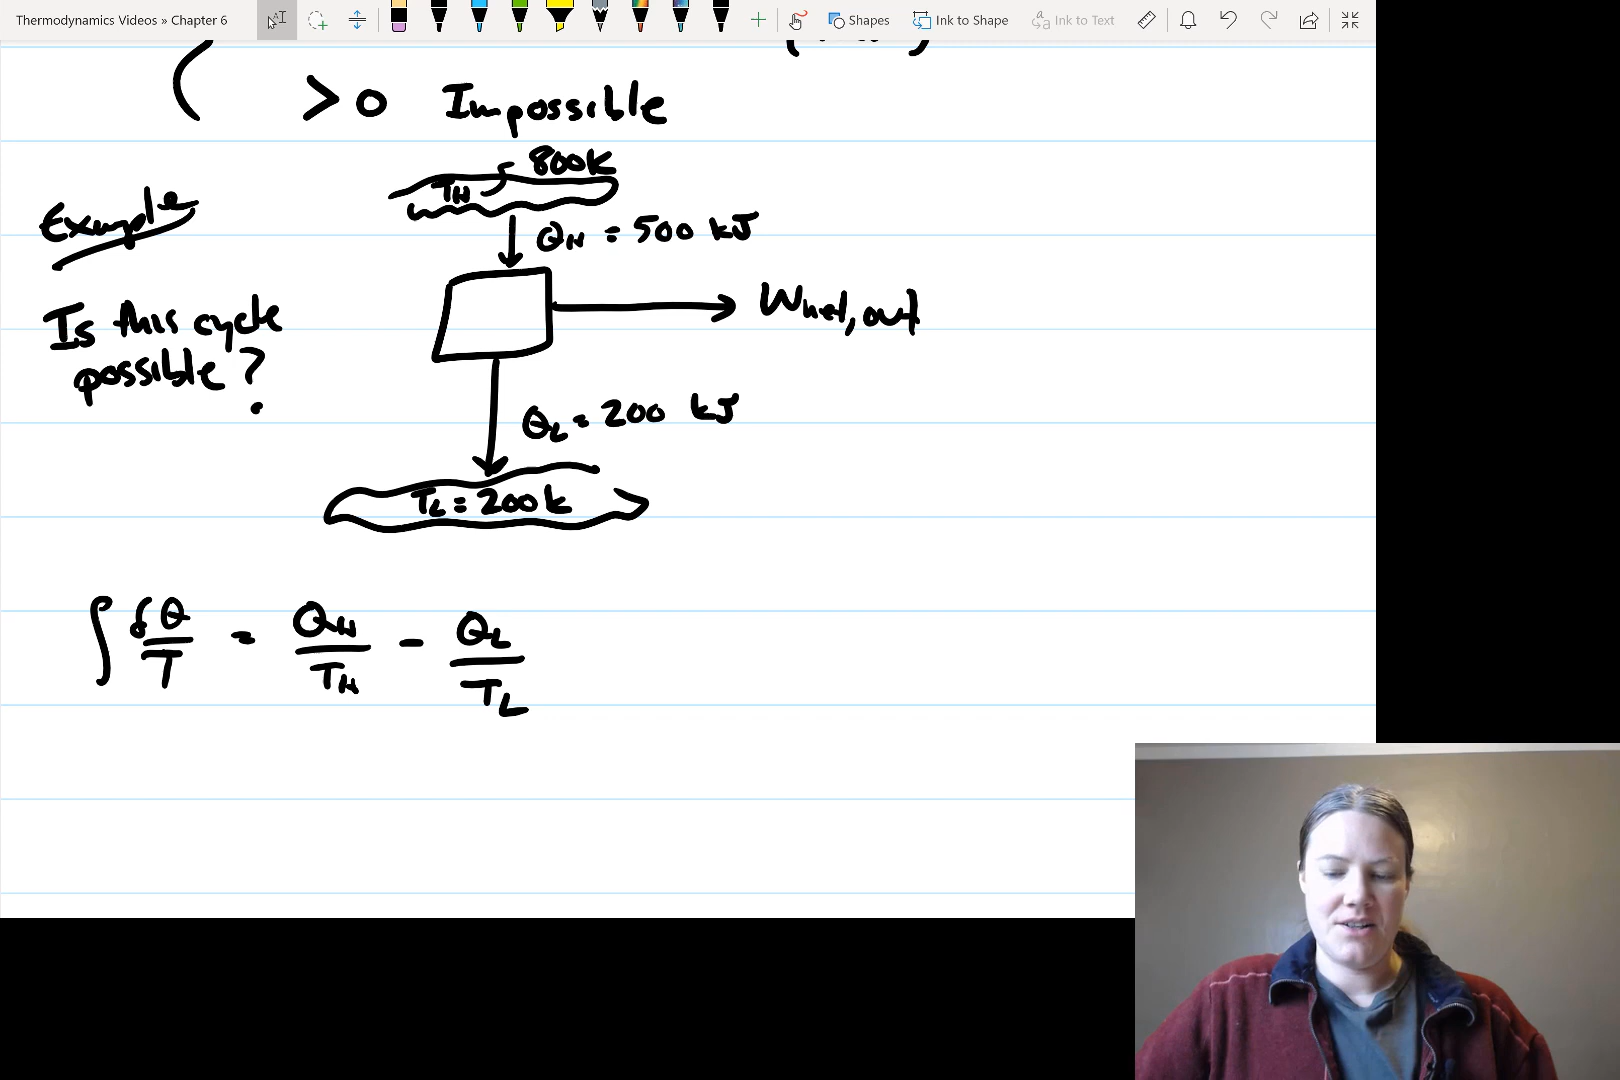 Thermodynamics Videos » Chapter 6
Shapes
Ink to Shape
Ink to Text
> 0 Impossible
Example
Is this cycle
possible?
TH 800K
QH = 500 kJ
Wnet, out
QL = 200 kJ
TL = 200K
∫ δQ/T = QH/TH - QL/TL